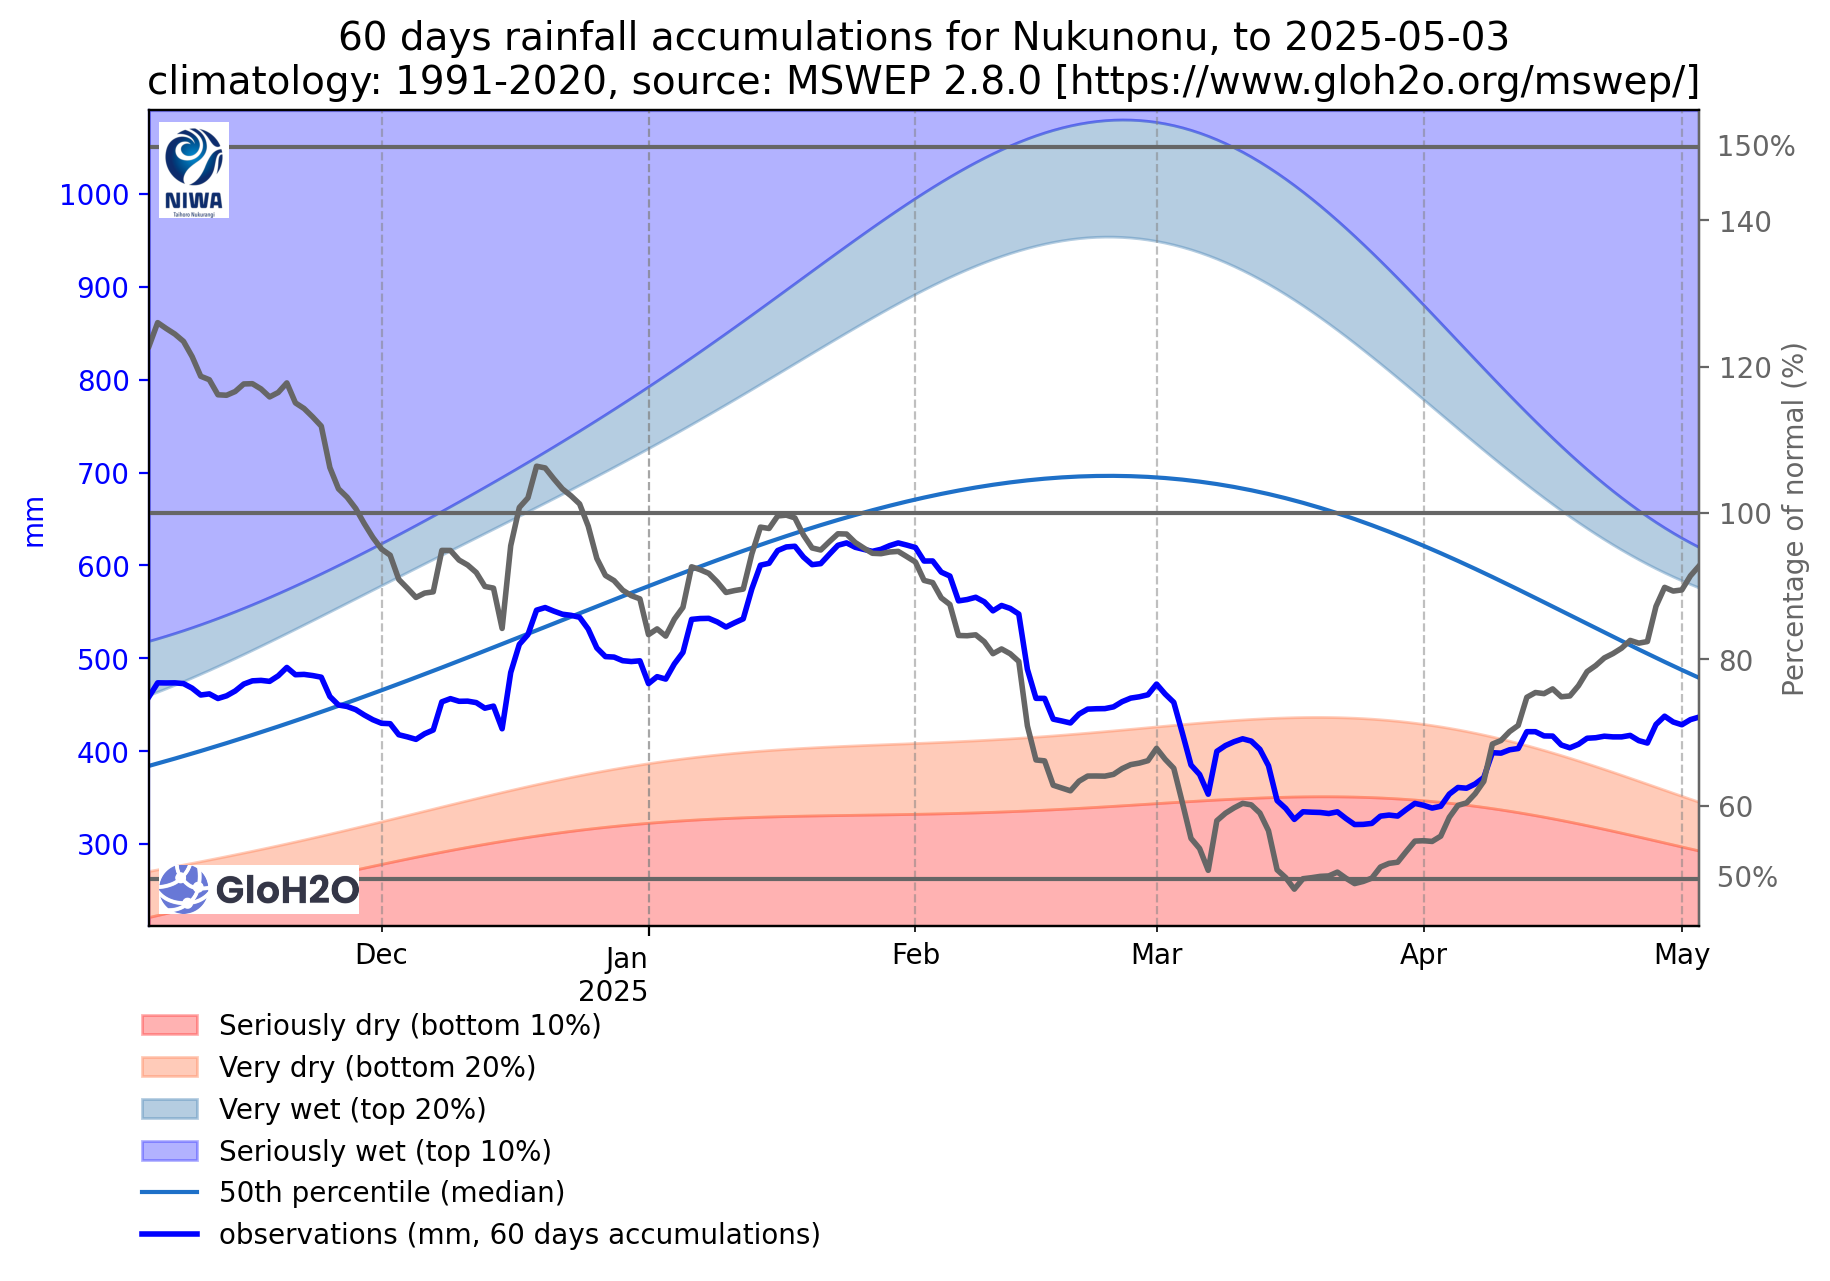 60 days rainfall accumulations for Nukunonu, to 2025-05-03
climatology: 1991-2020, source: MSWEP 2.8.0 [https://www.gloh2o.org/mswep/]
NIWA
Taihoro Nukurangi
1000
900
800
700
600
500
400
300
mm
150%
140
120
100
80
60
50%
Percentage of normal (%)
GloH2O
Dec
Jan
2025
Feb
Mar
Apr
May
Seriously dry (bottom 10%)
Very dry (bottom 20%)
Very wet (top 20%)
Seriously wet (top 10%)
50th percentile (median)
observations (mm, 60 days accumulations)